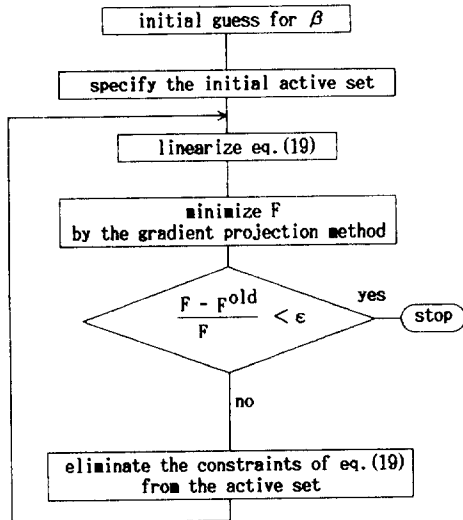 initial guess for β
specify the initial active set
linearize eq.(19)
minimize F
by the gradient projection method
F - F^old
F
< ε
yes
stop
no
eliminate the constraints of eq.(19)
from the active set